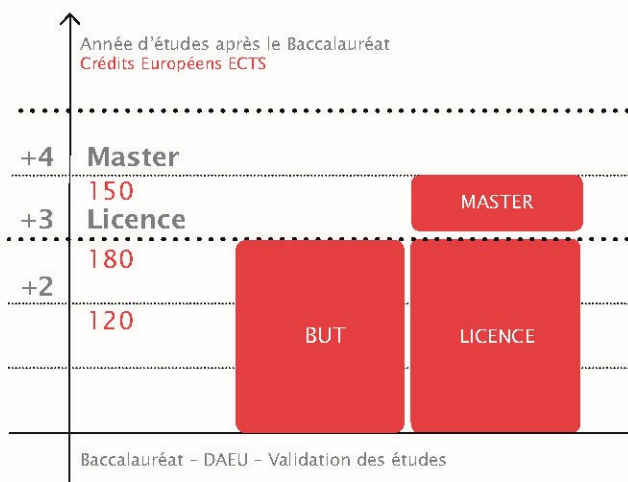 Année d'études après le Baccalauréat
Crédits Européens ECTS
+4 Master
150
MASTER
+3 Licence
180
+2
120
BUT
LICENCE
Baccalauréat – DAEU – Validation des études